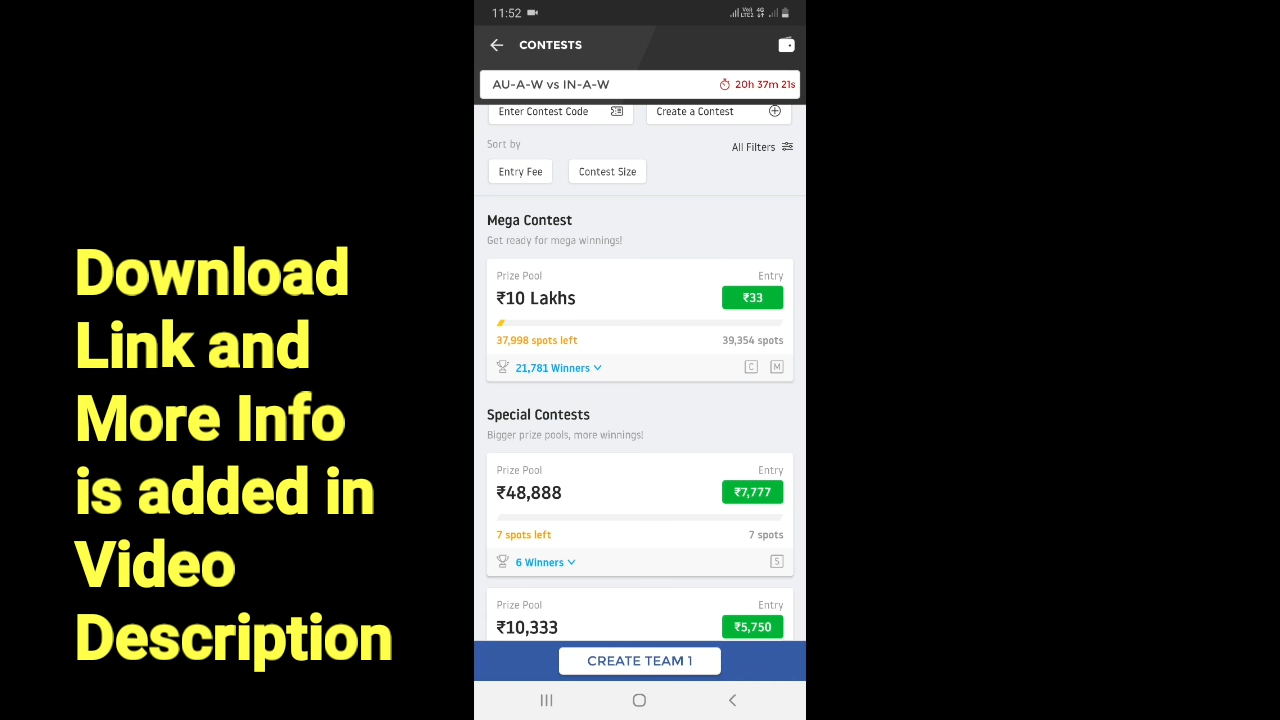 11:52
Vo)) 4G
LTE2
CONTESTS
AU-A-W vs IN-A-W
20h 37m 21s
Enter Contest Code
Create a Contest
Sort by
All Filters
Entry Fee
Contest Size
Mega Contest
Get ready for mega winnings!
Prize Pool
Entry
₹10 Lakhs
₹33
37,998 spots left
39,354 spots
21,781 Winners
C
M
Special Contests
Bigger prize pools, more winnings!
Prize Pool
Entry
₹48,888
₹7,777
7 spots left
7 spots
6 Winners
S
Prize Pool
Entry
₹10,333
₹5,750
CREATE TEAM 1
Download
Link and
More Info
is added in
Video
Description